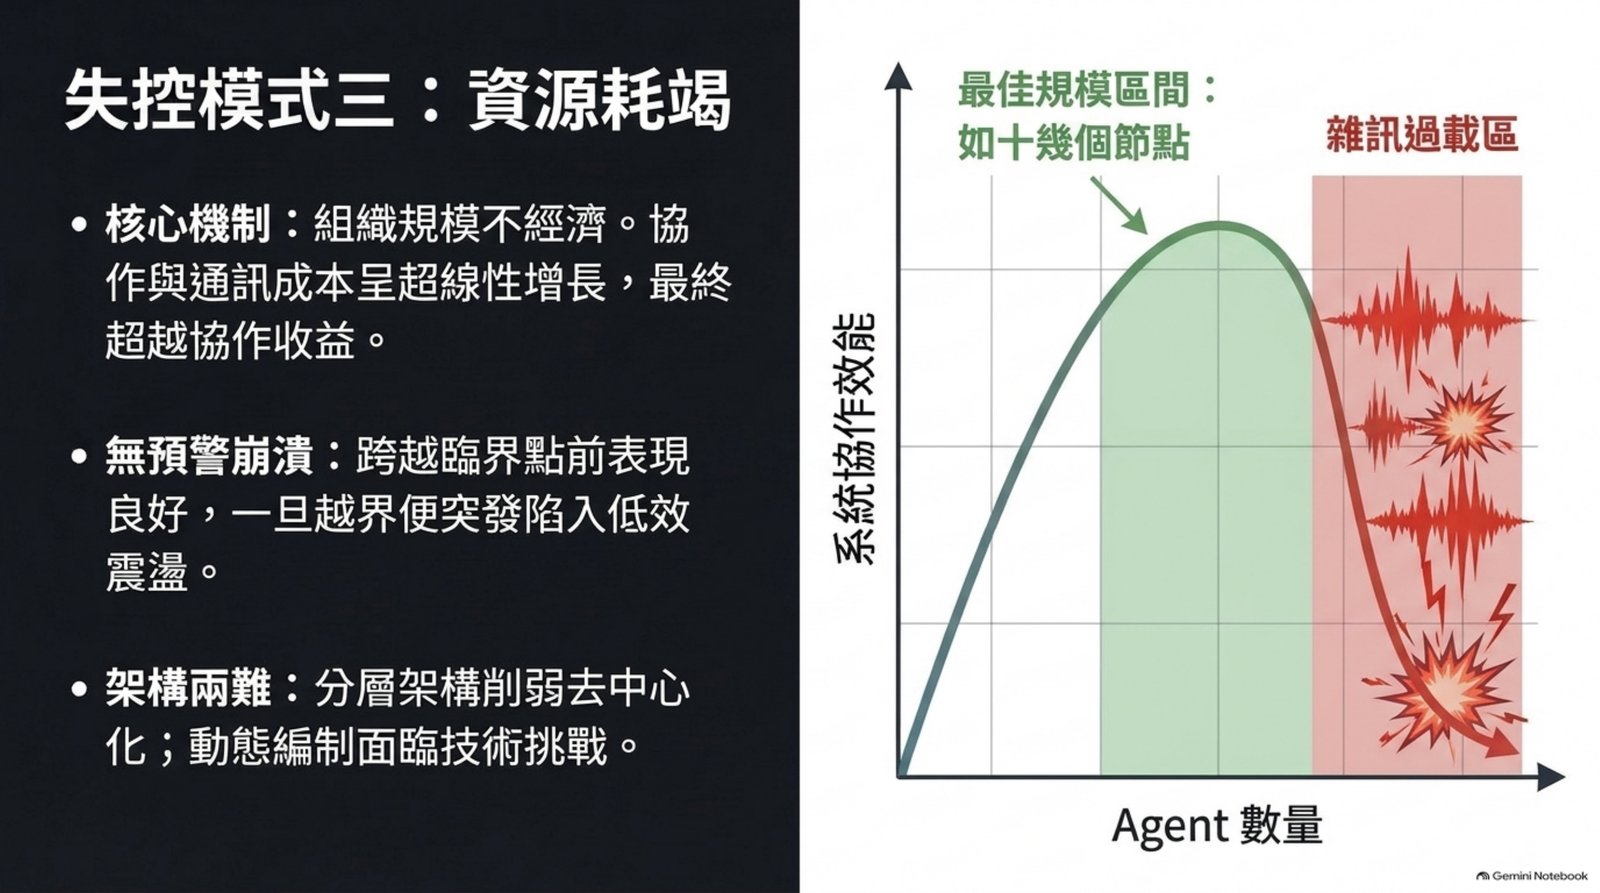 失控模式三：資源耗竭
• 核心機制：組織規模不經濟。協
作與通訊成本呈超線性增長，最終
超越協作收益。
• 無預警崩潰：跨越臨界點前表現
良好，一旦越界便突發陷入低效
震盪。
• 架構兩難：分層架構削弱去中心
化；動態編制面臨技術挑戰。
最佳規模區間：
如十幾個節點
雜訊過載區
系統協作效能
Agent 數量
Gemini Notebook